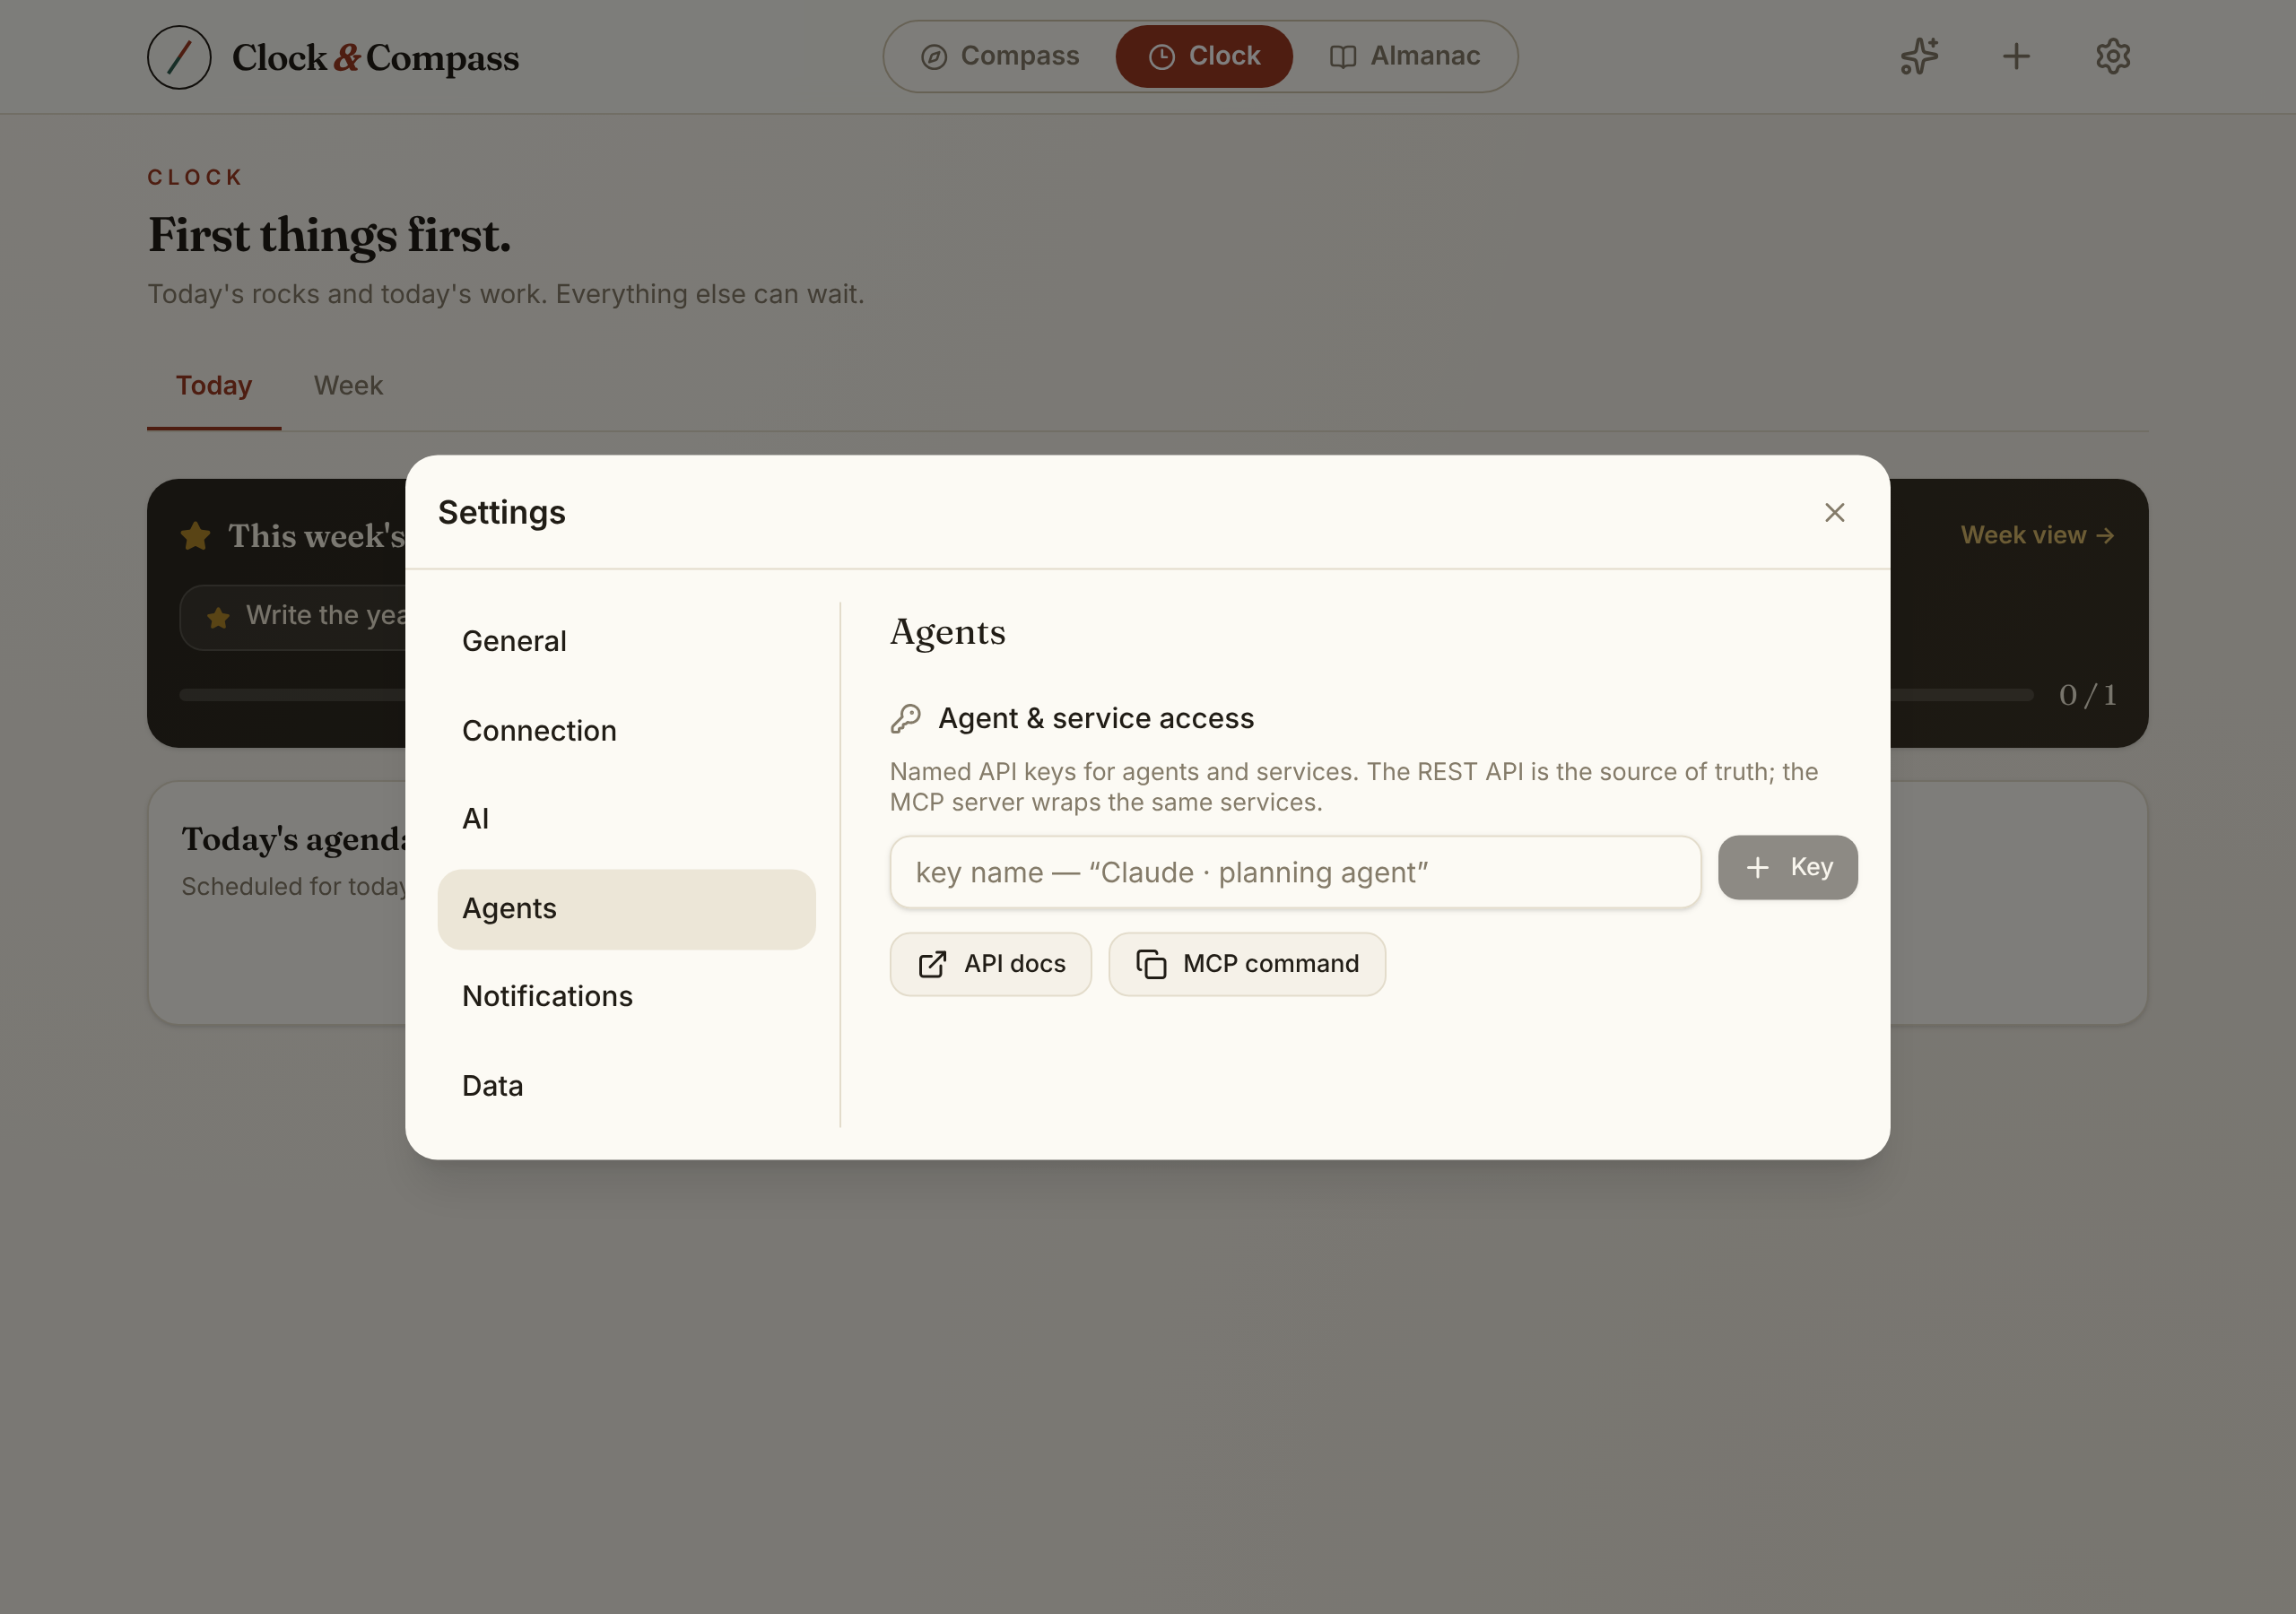 Clock & Compass
Compass
Clock
Almanac
CLOCK
First things first.
Today's rocks and today's work. Everything else can wait.
Today
Week
This week's
Week view →
Write the yea
0 / 1
Today's agenda
Scheduled for today
Settings
General
Connection
AI
Agents
Notifications
Data
Agents
Agent & service access
Named API keys for agents and services. The REST API is the source of truth; the
MCP server wraps the same services.
key name — “Claude · planning agent”
Key
API docs
MCP command